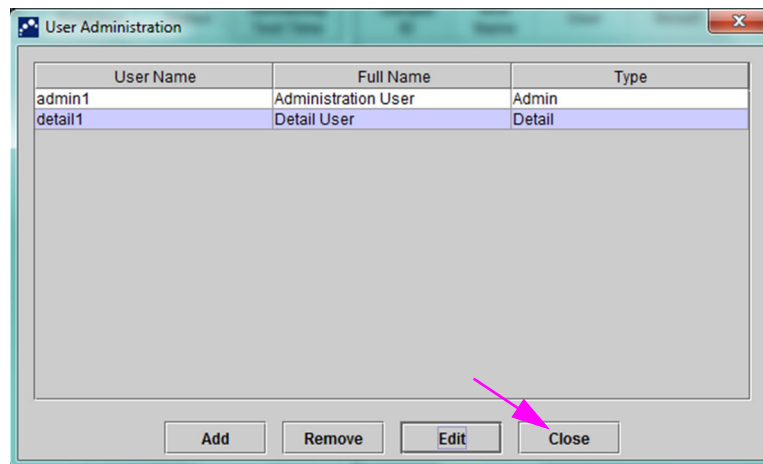 User Administration
User Name Full Name Type
admin1 Administration User Admin
detail1 Detail User Detail
Add Remove Edit Close